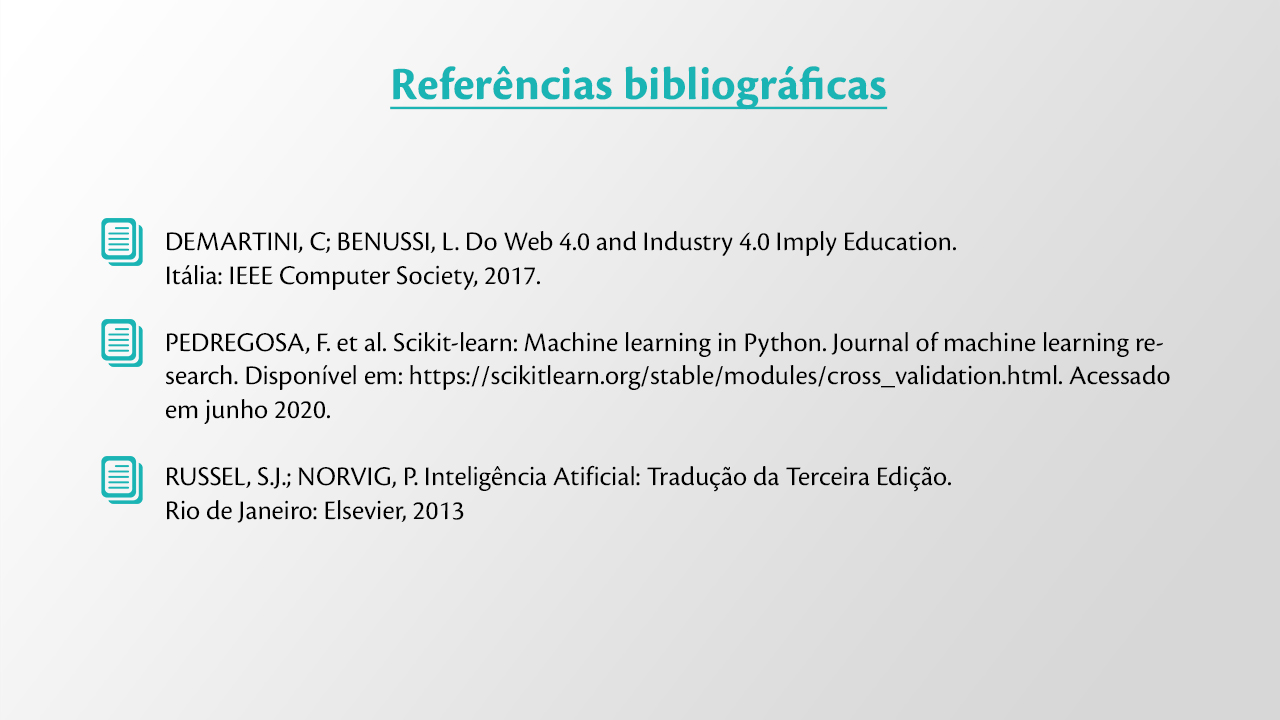 Referências bibliográficas
DEMARTINI, C; BENUSSI, L. Do Web 4.0 and Industry 4.0 Imply Education.
Itália: IEEE Computer Society, 2017.
PEDREGOSA, F. et al. Scikit-learn: Machine learning in Python. Journal of machine learning re-
search. Disponível em: https://scikitlearn.org/stable/modules/cross_validation.html. Acessado
em junho 2020.
RUSSEL, S.J.; NORVIG, P. Inteligência Atificial: Tradução da Terceira Edição.
Rio de Janeiro: Elsevier, 2013